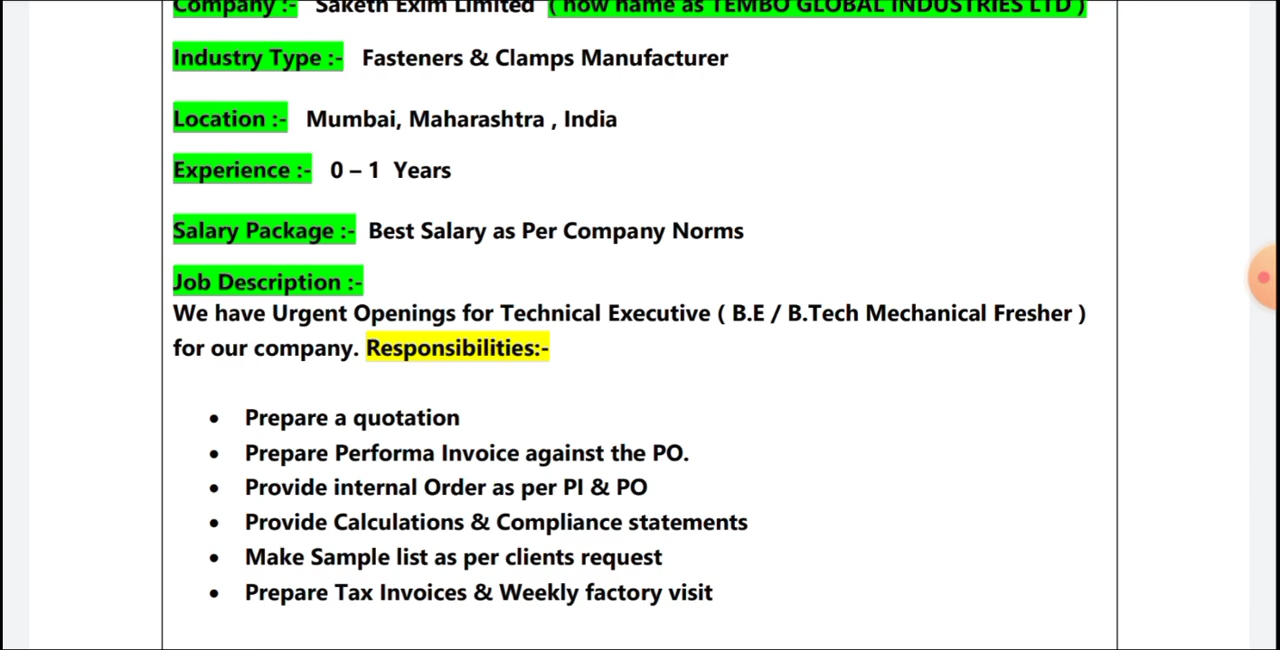 Company :- Saketh Exim Limited ( now name as TEMBO GLOBAL INDUSTRIES LTD )
Industry Type :- Fasteners & Clamps Manufacturer
Location :- Mumbai, Maharashtra , India
Experience :- 0 – 1 Years
Salary Package :- Best Salary as Per Company Norms
Job Description :-
We have Urgent Openings for Technical Executive ( B.E / B.Tech Mechanical Fresher )
for our company. Responsibilities:-
• Prepare a quotation
• Prepare Performa Invoice against the PO.
• Provide internal Order as per PI & PO
• Provide Calculations & Compliance statements
• Make Sample list as per clients request
• Prepare Tax Invoices & Weekly factory visit